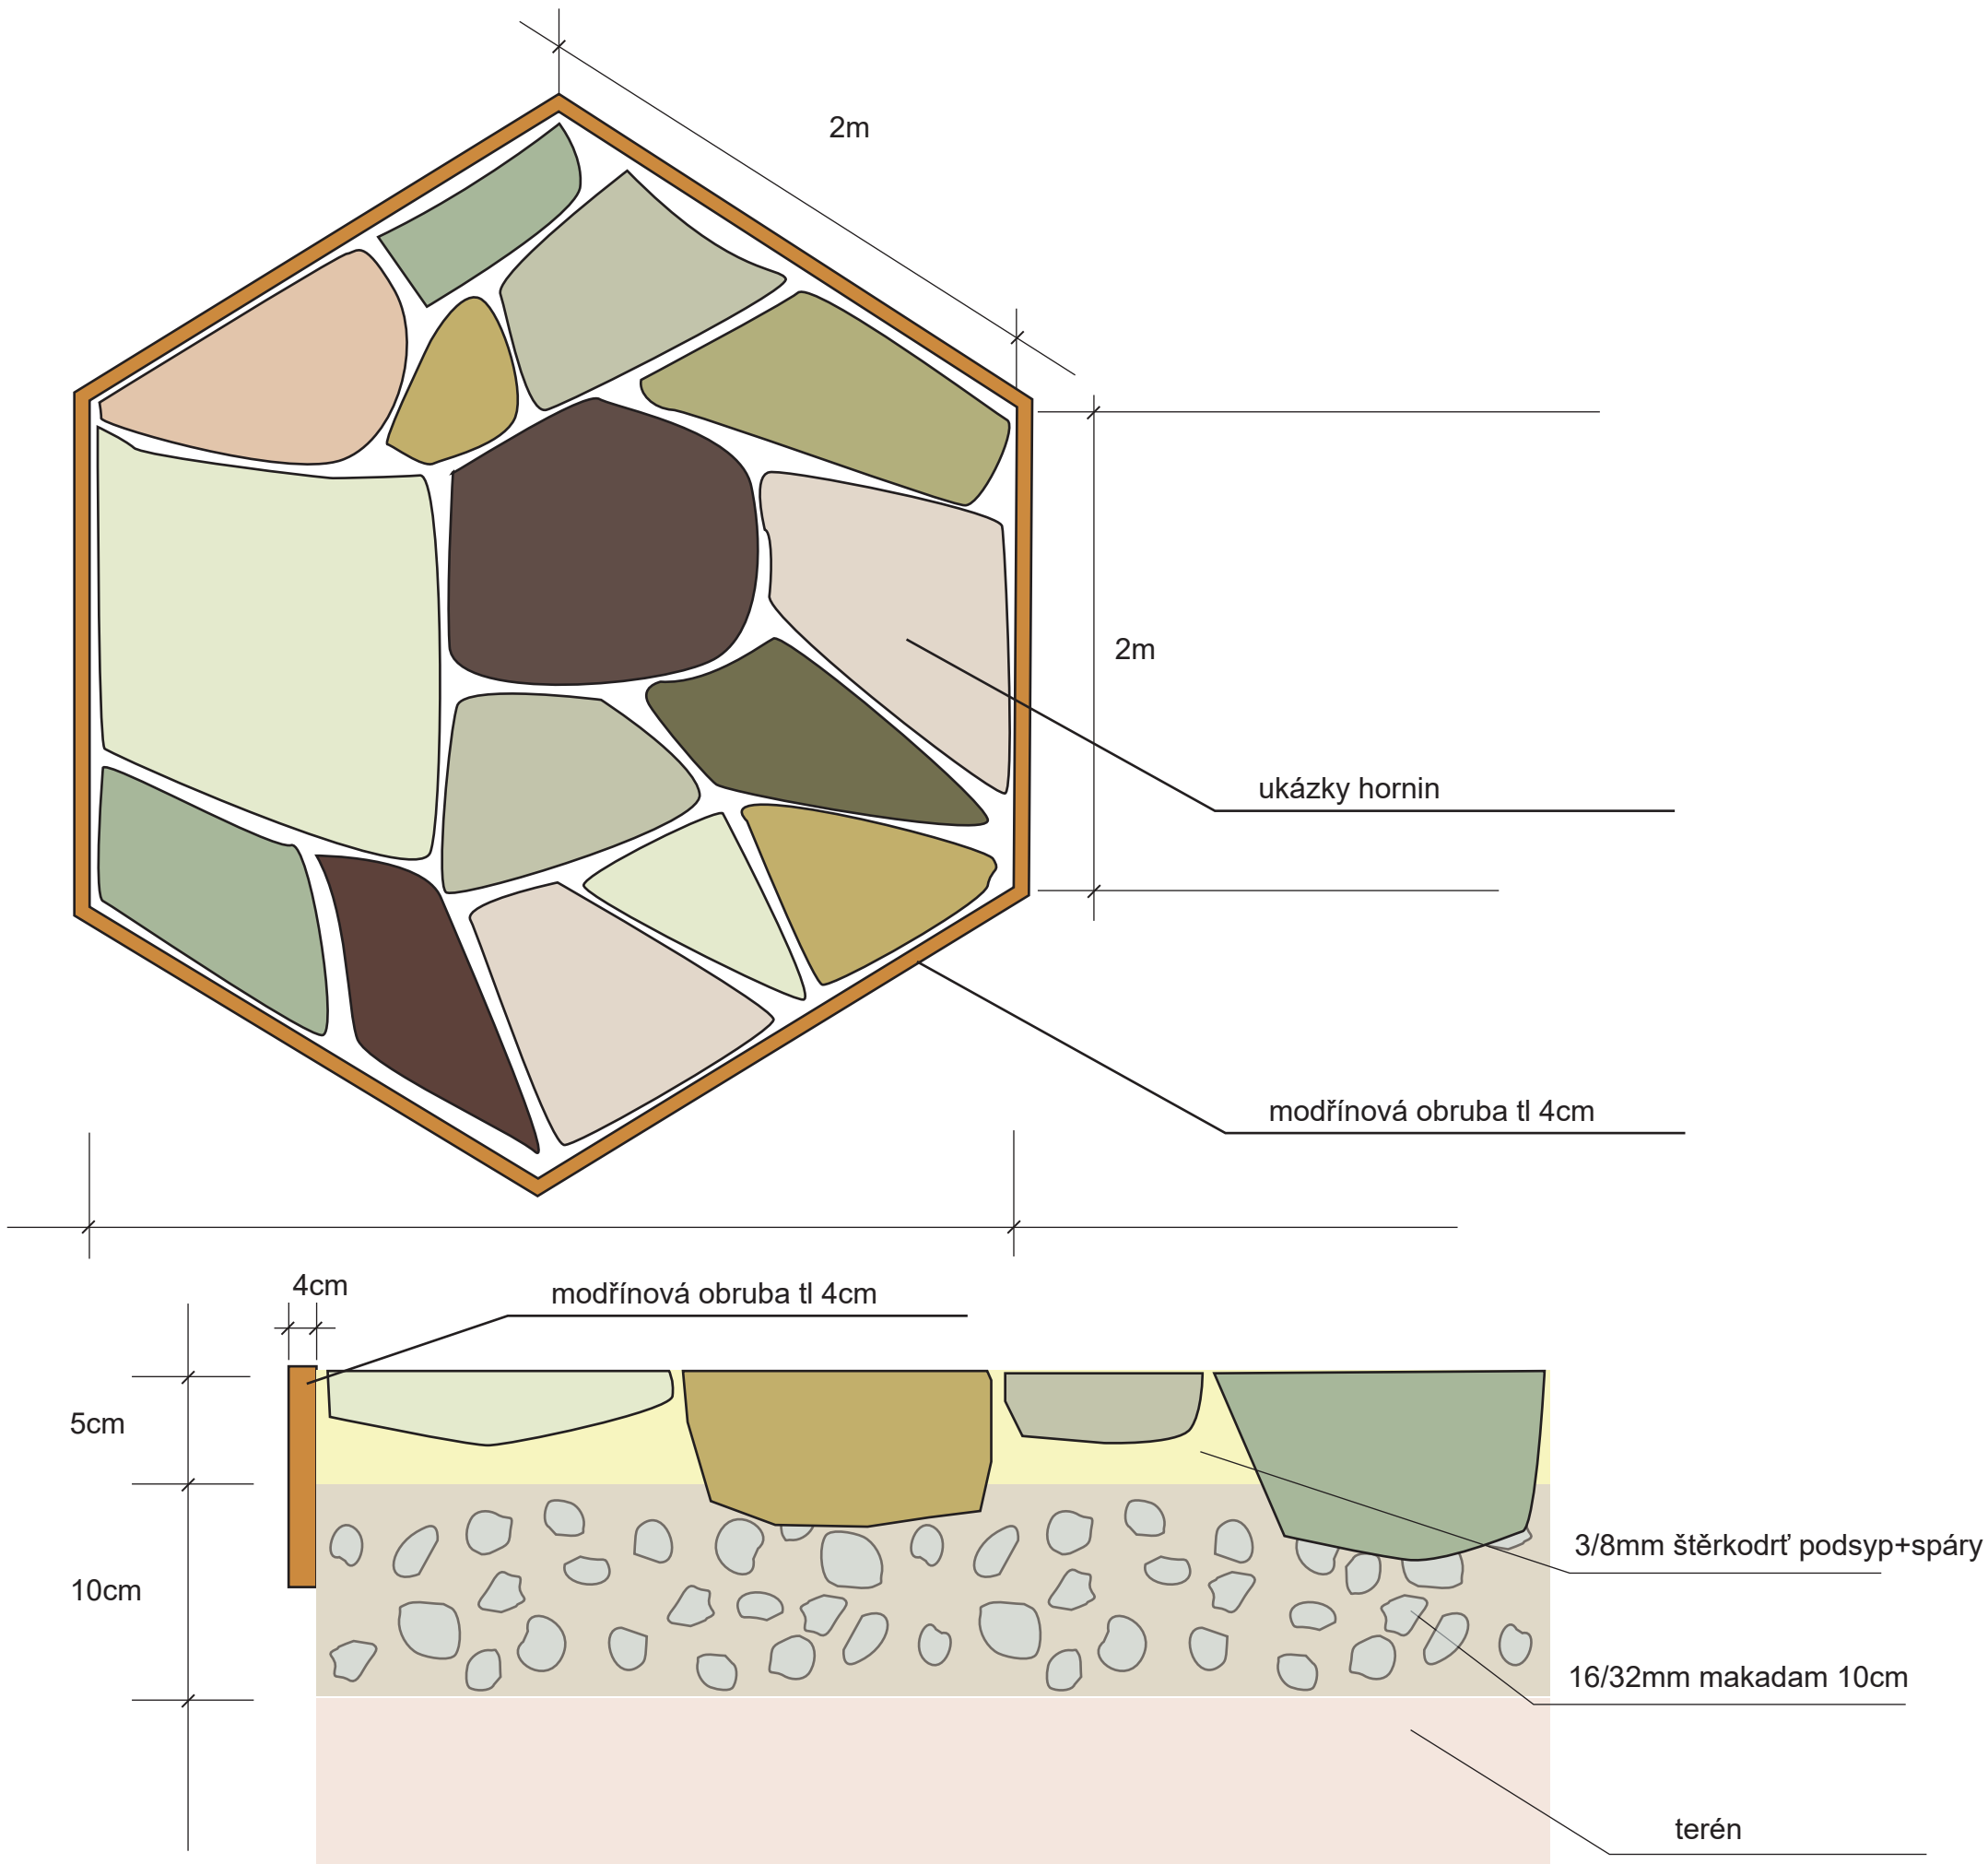 2m
2m
ukázky hornin
modřínová obruba tl 4cm
4cm
modřínová obruba tl 4cm
5cm
3/8mm štěrkodrť podsyp+spáry
10cm
16/32mm makadam 10cm
terén